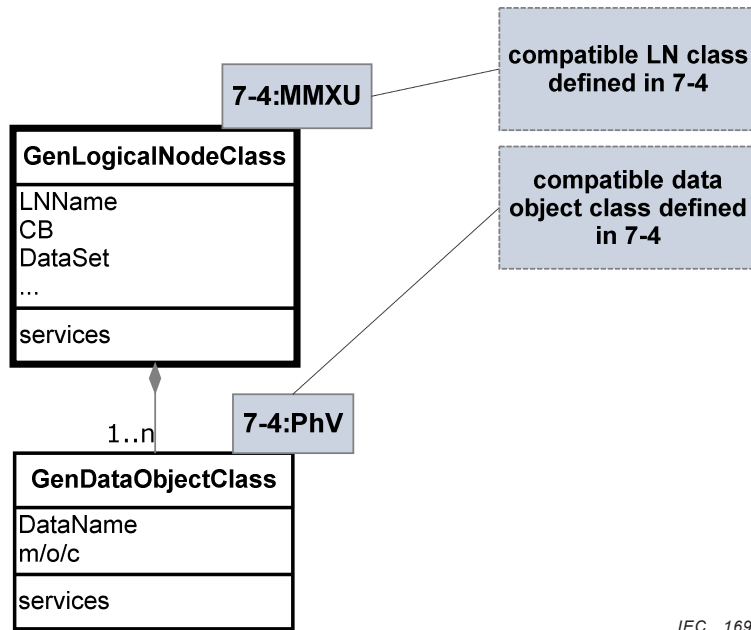 compatible LN class
defined in 7-4
7-4:MMXU
GenLogicalNodeClass
LNName
CB
DataSet
...
services
compatible data
object class defined
in 7-4
7-4:PhV
1..n
GenDataObjectClass
DataName
m/o/c
services
IEC 169